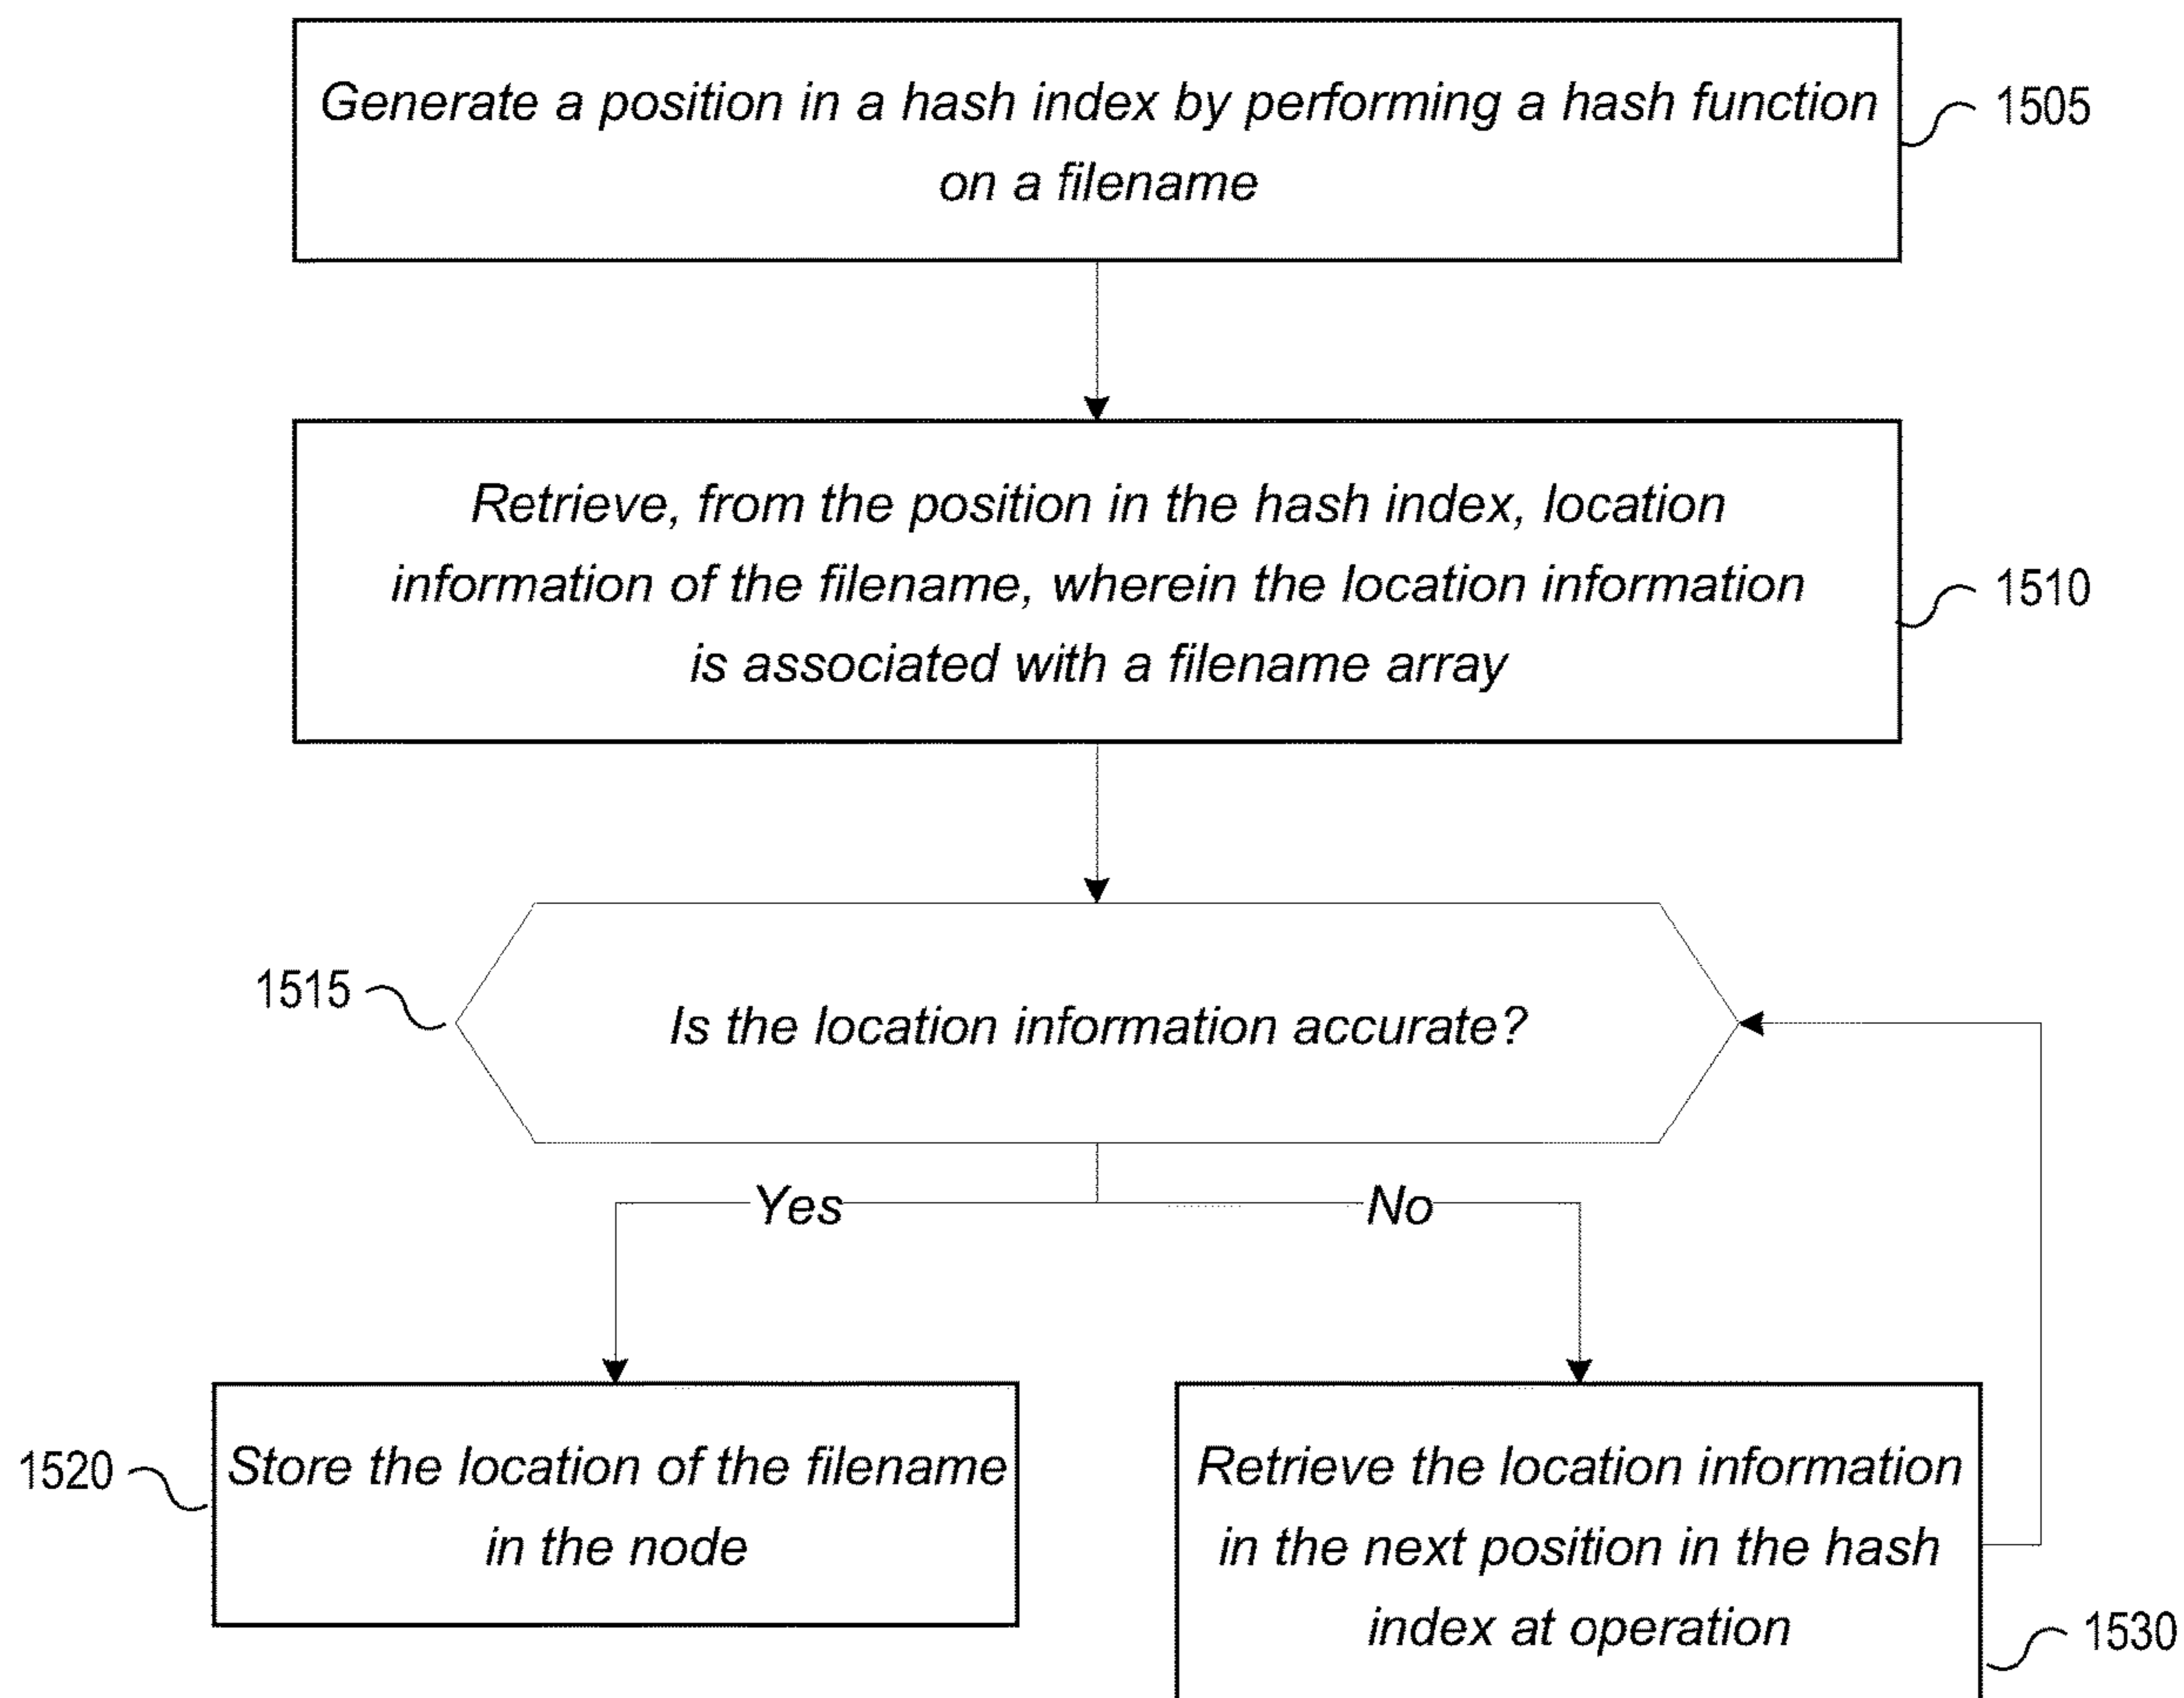 Generate a position in a hash index by performing a hash function
on a filename
1505
Retrieve, from the position in the hash index, location
information of the filename, wherein the location information
is associated with a filename array
1510
1515
Is the location information accurate?
Yes
No
1520
Store the location of the filename
in the node
Retrieve the location information
in the next position in the hash
index at operation
1530